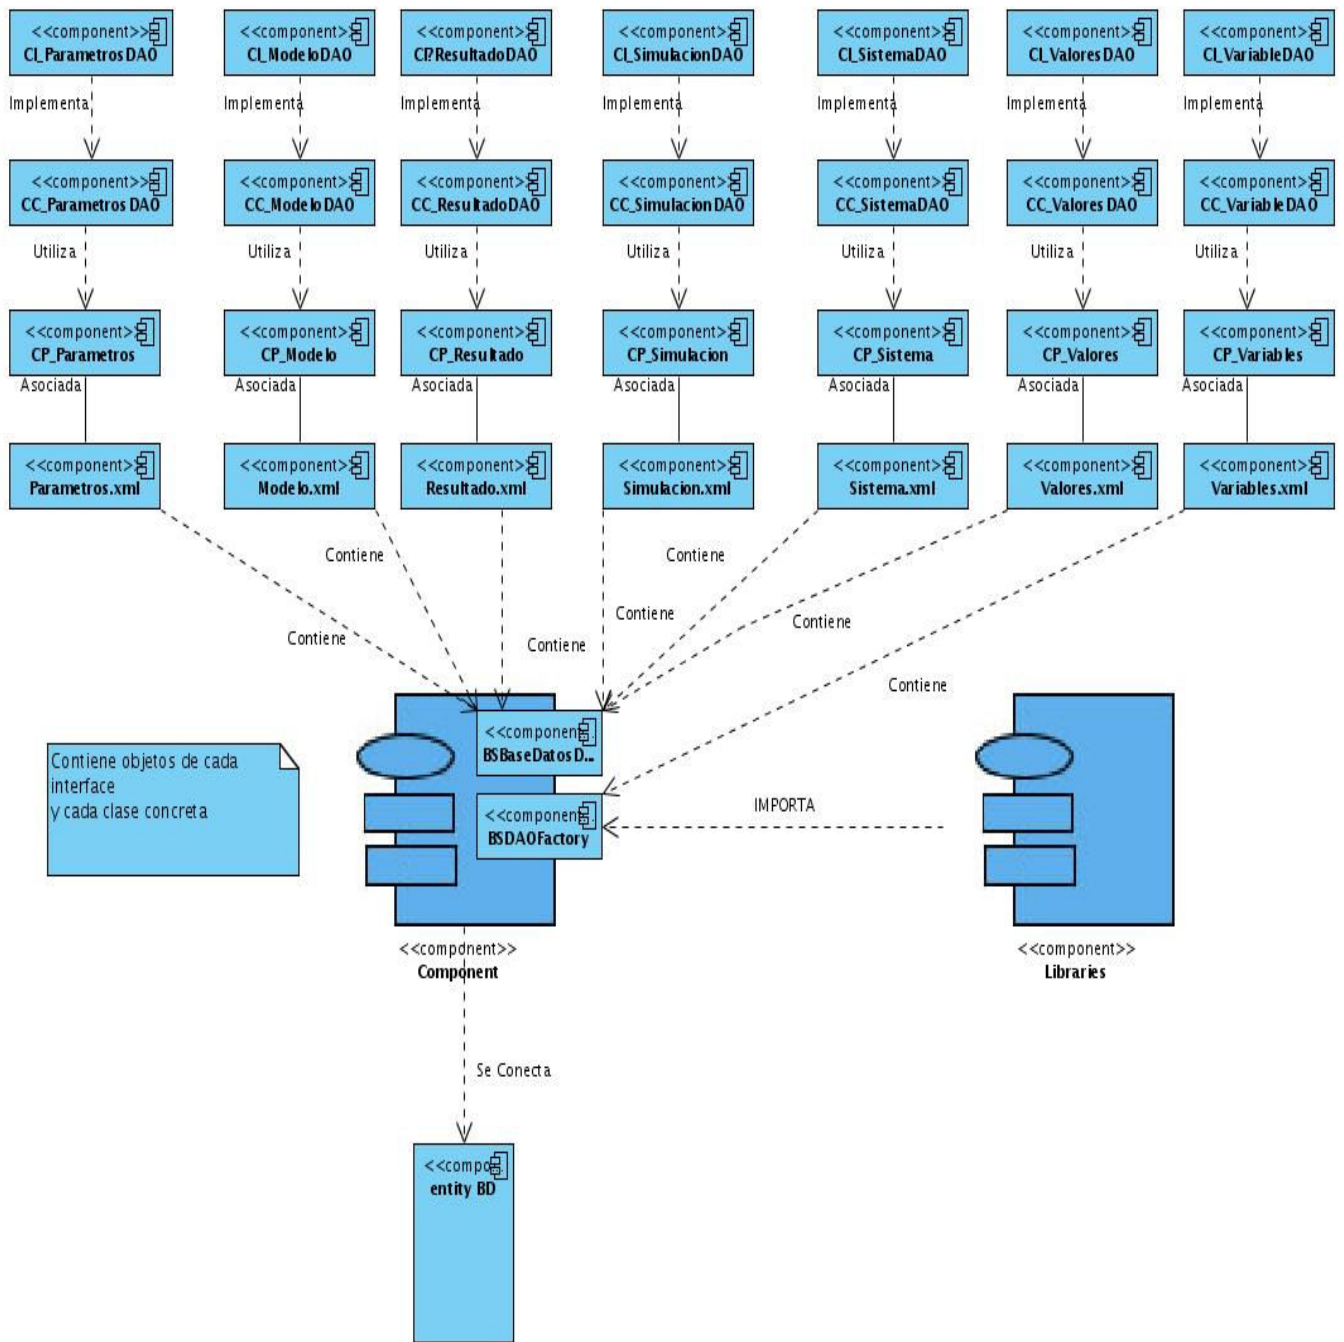 <<component>>
CI_ParametrosDAO
<<component>>
CI_ModeloDAO
<<component>>
CI?ResultadoDAO
<<component>>
CI_SimulacionDAO
<<component>>
CI_SistemaDAO
<<component>>
CI_ValoresDAO
<<component>>
CI_VariableDAO
Implementa
Implementa
Implementa
Implementa
Implementa
Implementa
Implementa
<<component>>
CC_ParametrosDAO
<<component>>
CC_ModeloDAO
<<component>>
CC_ResultadoDAO
<<component>>
CC_SimulacionDAO
<<component>>
CC_SistemaDAO
<<component>>
CC_ValoresDAO
<<component>>
CC_VariableDAO
Utiliza
Utiliza
Utiliza
Utiliza
Utiliza
Utiliza
Utiliza
<<component>>
CP_Parametros
<<component>>
CP_Modelo
<<component>>
CP_Resultado
<<component>>
CP_Simulacion
<<component>>
CP_Sistema
<<component>>
CP_Valores
<<component>>
CP_Variables
Asociada
Asociada
Asociada
Asociada
Asociada
Asociada
Asociada
<<component>>
Parametros.xml
<<component>>
Modelo.xml
<<component>>
Resultado.xml
<<component>>
Simulacion.xml
<<component>>
Sistema.xml
<<component>>
Valores.xml
<<component>>
Variables.xml
Contiene
Contiene
Contiene
Contiene
Contiene
Contiene
Contiene
<<component...
BSBaseDatosD...
Contiene objetos de cada
interface
y cada clase concreta
<<component...
BSDAOFactory
IMPORTA
<<component>>
Component
<<component>>
Libraries
Se Conecta
<<compo...
entity BD